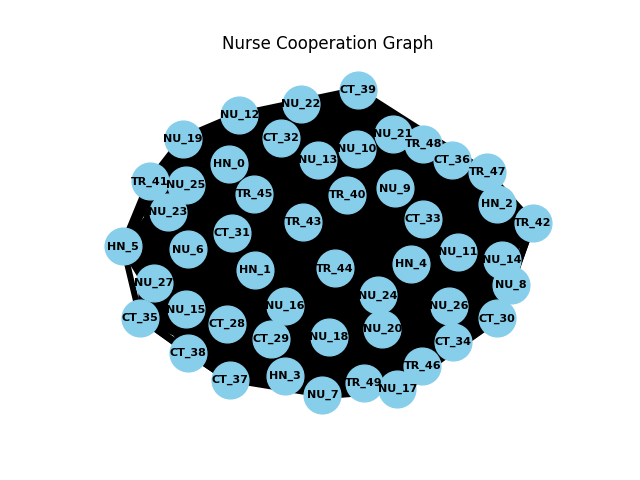 Nurse Cooperation Graph
CT_39
NU_22
NU_12
NU_21
CT_32
NU_19
TR_48
NU_10
NU_13
CT_36
HN_0
TR_47
TR_41
NU_25
NU_9
TR_45
TR_40
HN_2
NU_23
CT_33
TR_43
TR_42
CT_31
HN_5
NU_6
NU_11
NU_14
HN_4
TR_44
HN_1
NU_27
NU_8
NU_24
NU_16
NU_26
NU_15
CT_35
CT_30
CT_28
NU_20
NU_18
CT_29
CT_34
CT_38
TR_46
HN_3
CT_37
TR_49
NU_17
NU_7